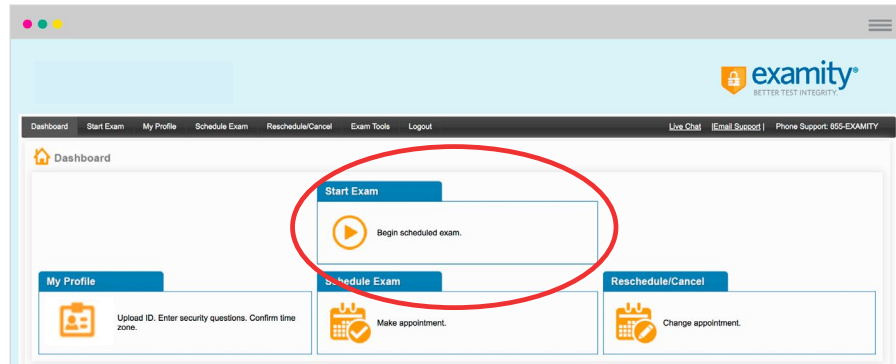 examity®
BETTER TEST INTEGRITY.
Dashboard Start Exam My Profile Schedule Exam Reschedule/Cancel Exam Tools Logout Live Chat |Email Support| Phone Support: 855-EXAMITY
Dashboard
Start Exam
Begin scheduled exam.
My Profile
Upload ID. Enter security questions. Confirm time
zone.
Schedule Exam
Make appointment.
Reschedule/Cancel
Change appointment.